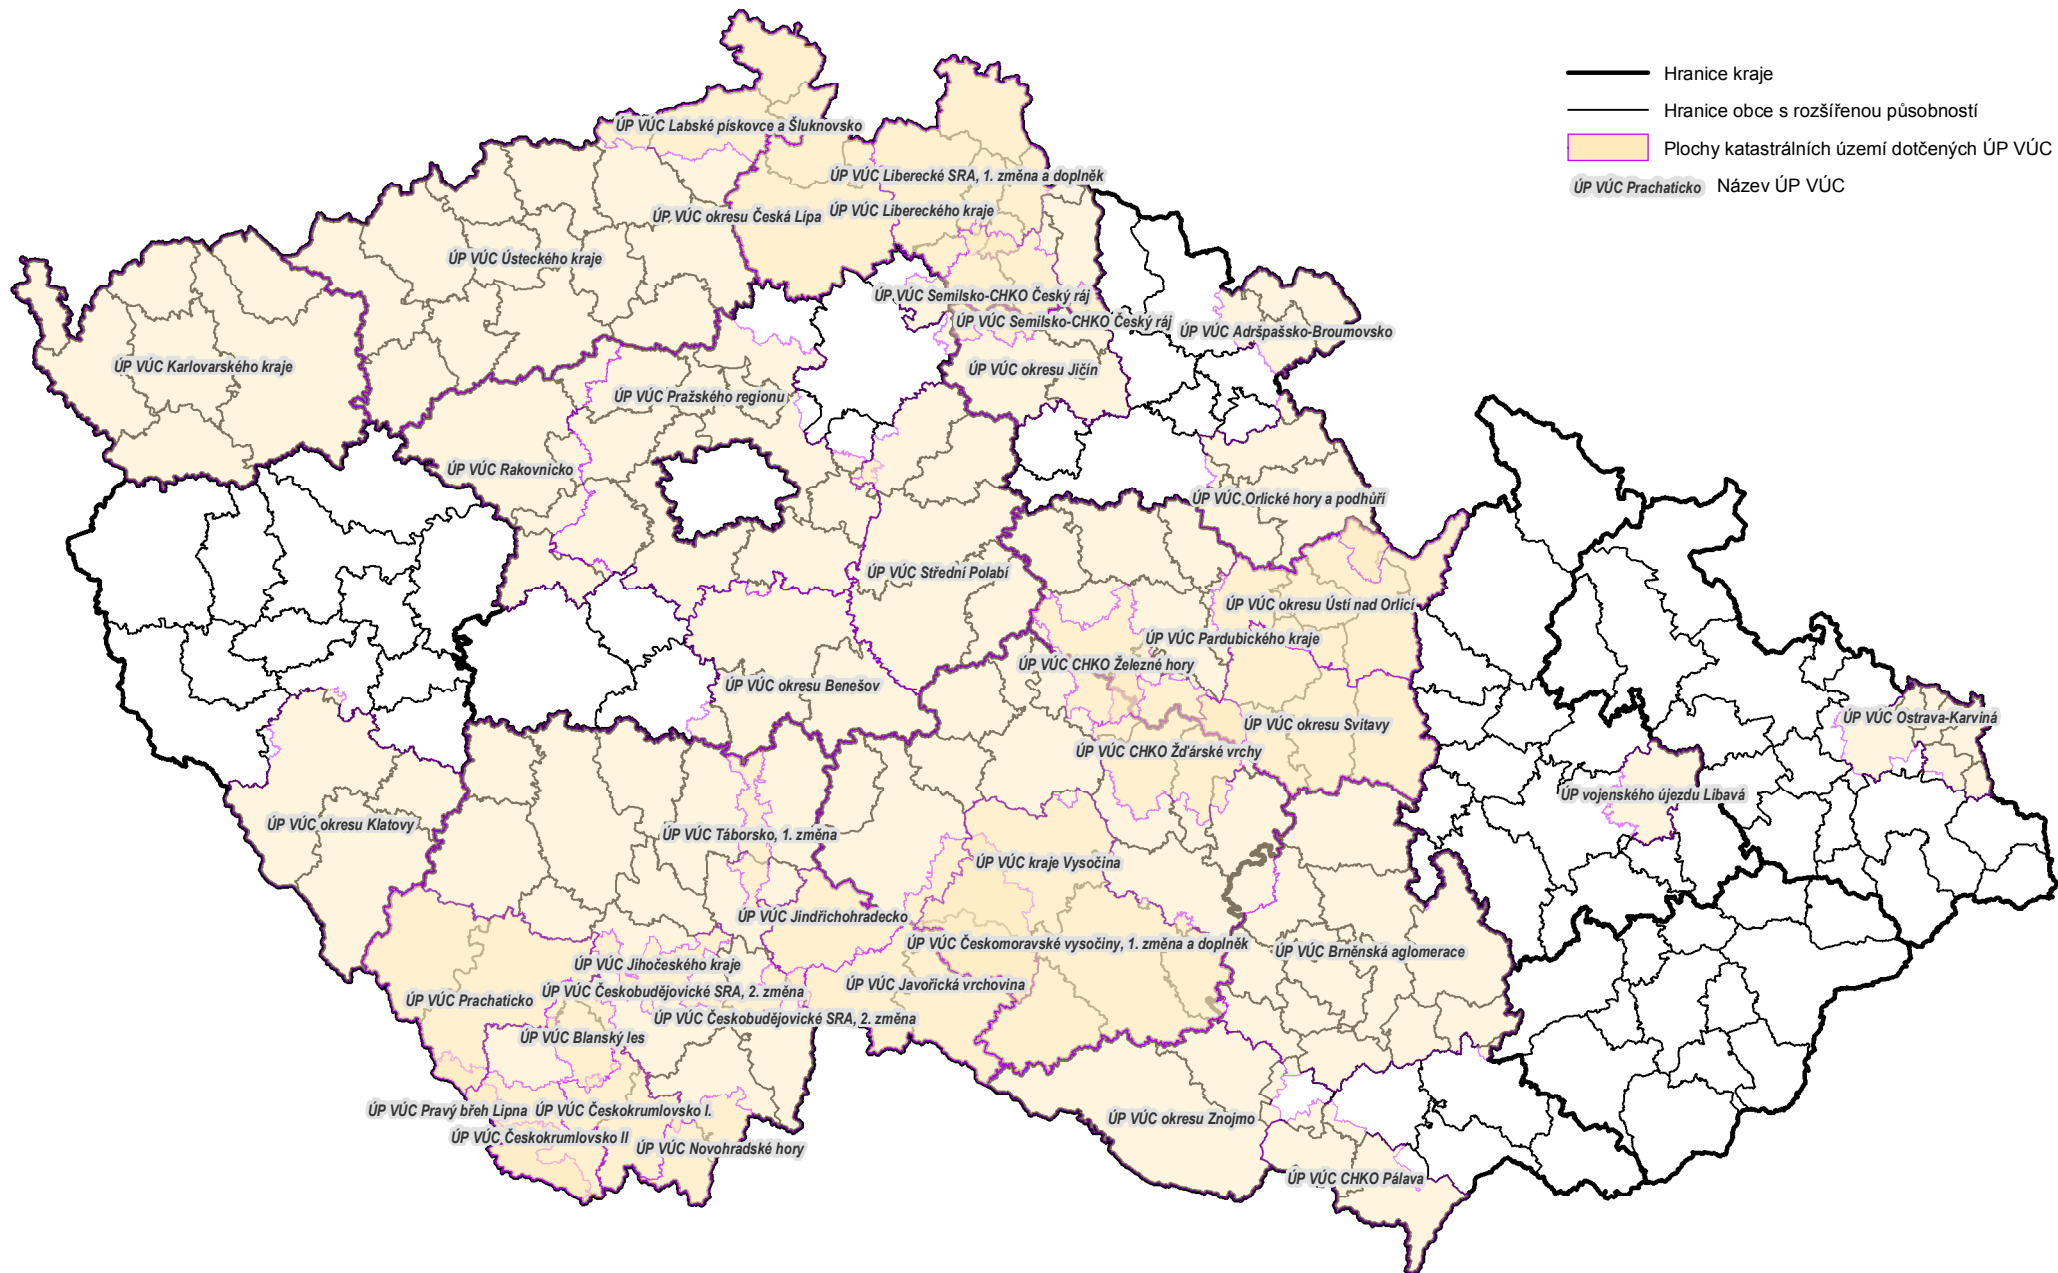 Hranice kraje
Hranice obce s rozšířenou působností
Plochy katastrálních území dotčených ÚP VÚC
ÚP VÚC Prachaticko Název ÚP VÚC
ÚP VÚC Labské pískovce a Šluknovsko
ÚP VÚC Liberecké SRA, 1. změna a doplněk
ÚP VÚC okresu Česká Lípa
ÚP VÚC Libereckého kraje
ÚP VÚC Ústeckého kraje
ÚP VÚC Semilsko-CHKO Český ráj
ÚP VÚC Semilsko-CHKO Český ráj
ÚP VÚC Adršpašsko-Broumovsko
ÚP VÚC Karlovarského kraje
ÚP VÚC okresu Jičín
ÚP VÚC Pražského regionu
ÚP VÚC Rakovnicko
ÚP VÚC Orlické hory a podhůří
ÚP VÚC Střední Polabí
ÚP VÚC okresu Ústí nad Orlicí
ÚP VÚC Pardubického kraje
ÚP VÚC CHKO Železné hory
ÚP VÚC okresu Benešov
ÚP VÚC Ostrava-Karviná
ÚP VÚC okresu Svitavy
ÚP VÚC CHKO Žďárské vrchy
ÚP vojenského újezdu Libavá
ÚP VÚC okresu Klatovy
ÚP VÚC Táborsko, 1. změna
ÚP VÚC kraje Vysočina
ÚP VÚC Jindřichohradecko
ÚP VÚC Českomoravské vysočiny, 1. změna a doplněk
ÚP VÚC Brněnská aglomerace
ÚP VÚC Jihočeského kraje
ÚP VÚC Javořická vrchovina
ÚP VÚC Českobudějovické SRA, 2. změna
ÚP VÚC Prachaticko
ÚP VÚC Českobudějovické SRA, 2. změna
ÚP VÚC Blanský les
ÚP VÚC Pravý břeh Lipna
ÚP VÚC Českokrumlovsko I.
ÚP VÚC okresu Znojmo
ÚP VÚC Českokrumlovsko II
ÚP VÚC Novohradské hory
ÚP VÚC CHKO Pálava